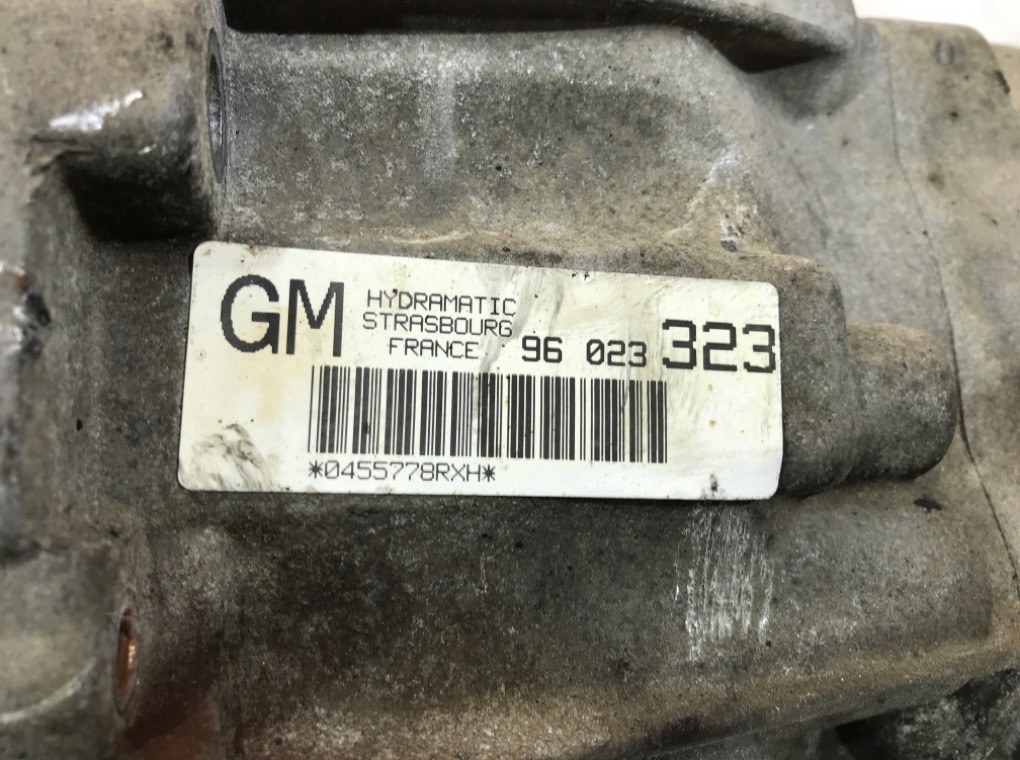 GM
HYDRAMATIC
STRASBOURG
FRANCE 96 023 323
*0455778RXH*